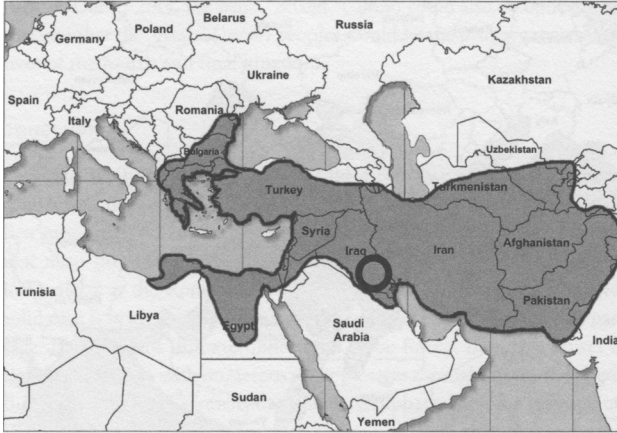 Belarus
Poland
Russia
Germany
Ukraine
Kazakhstan
Spain
Romania
Italy
Uzbekistan
Bulgaria
Turkey
Turkmenistan
Syria
Iraq
Iran
Afghanistan
Tunisia
Libya
Egypt
Pakistan
Saudi
Arabia
India
Sudan
Yemen